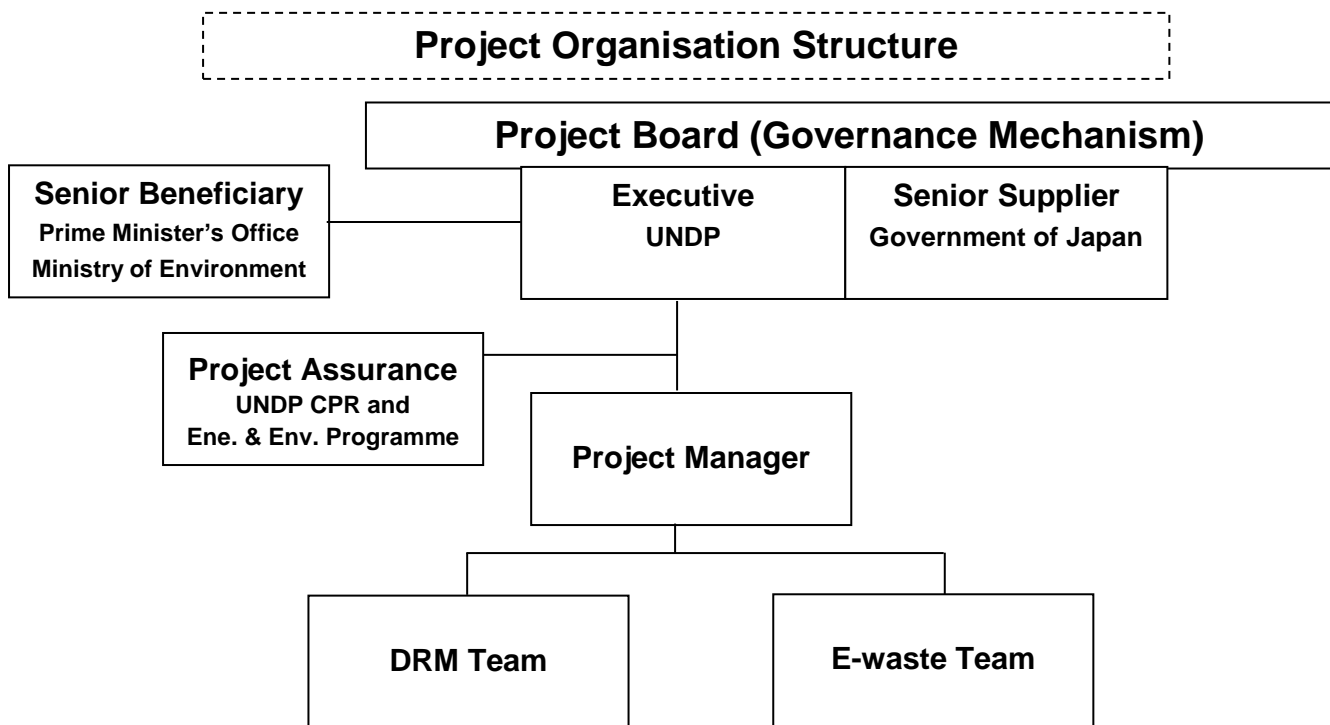 Project Organisation Structure
Project Board (Governance Mechanism)
Senior Beneficiary
Prime Minister’s Office
Ministry of Environment
Executive
UNDP
Senior Supplier
Government of Japan
Project Assurance
UNDP CPR and
Ene. & Env. Programme
Project Manager
DRM Team
E-waste Team